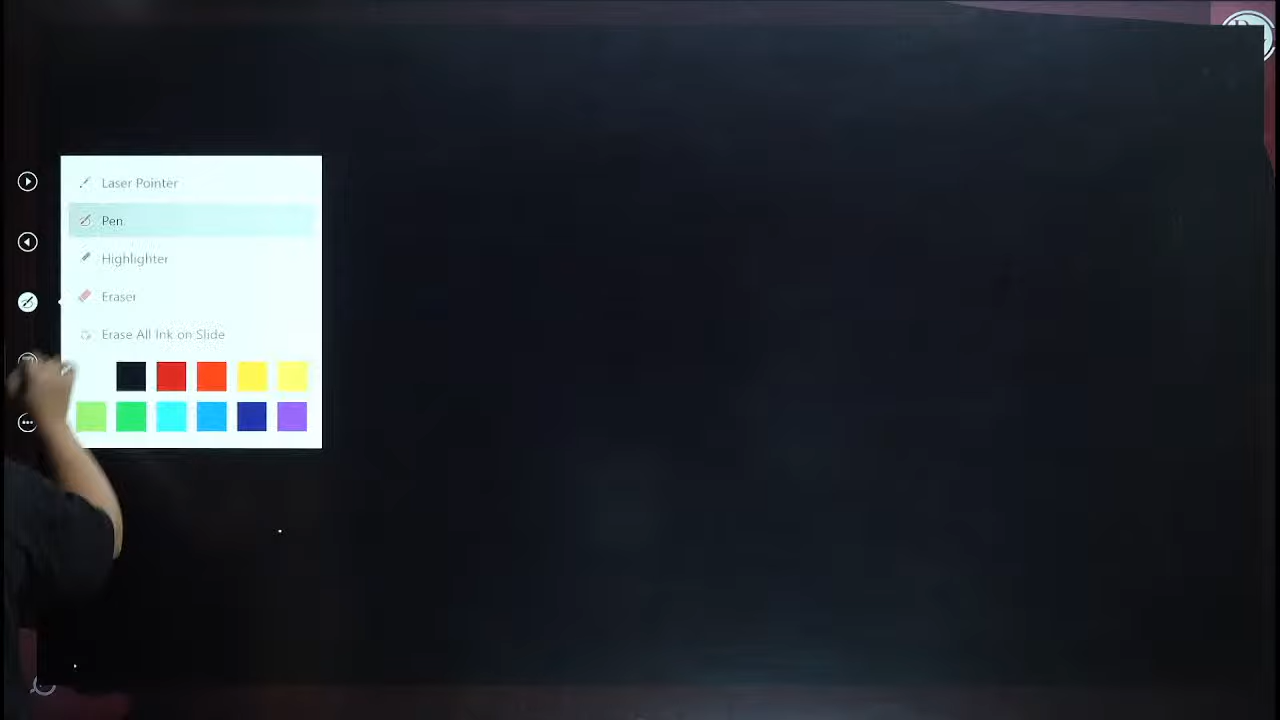 Laser Pointer
Pen
Highlighter
Eraser
Erase All Ink on Slide